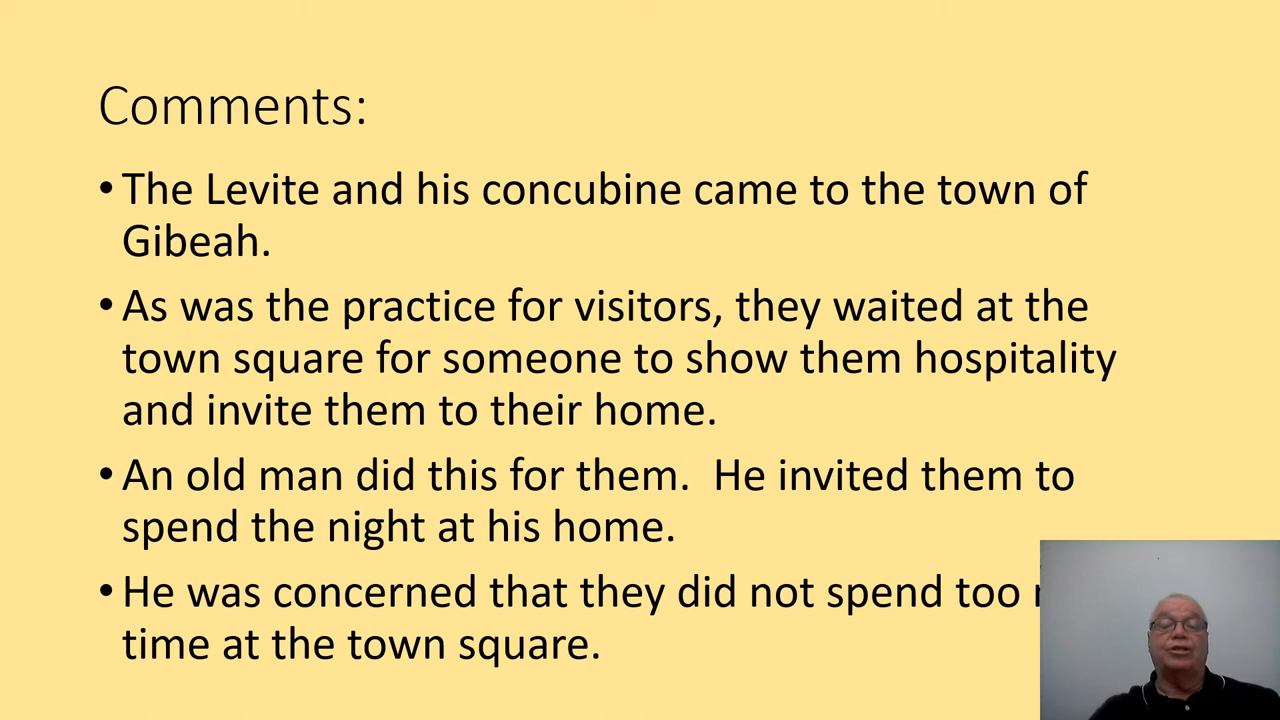 Comments:
•The Levite and his concubine came to the town of
Gibeah.
•As was the practice for visitors, they waited at the
town square for someone to show them hospitality
and invite them to their home.
•An old man did this for them.  He invited them to
spend the night at his home.
•He was concerned that they did not spend too
time at the town square.